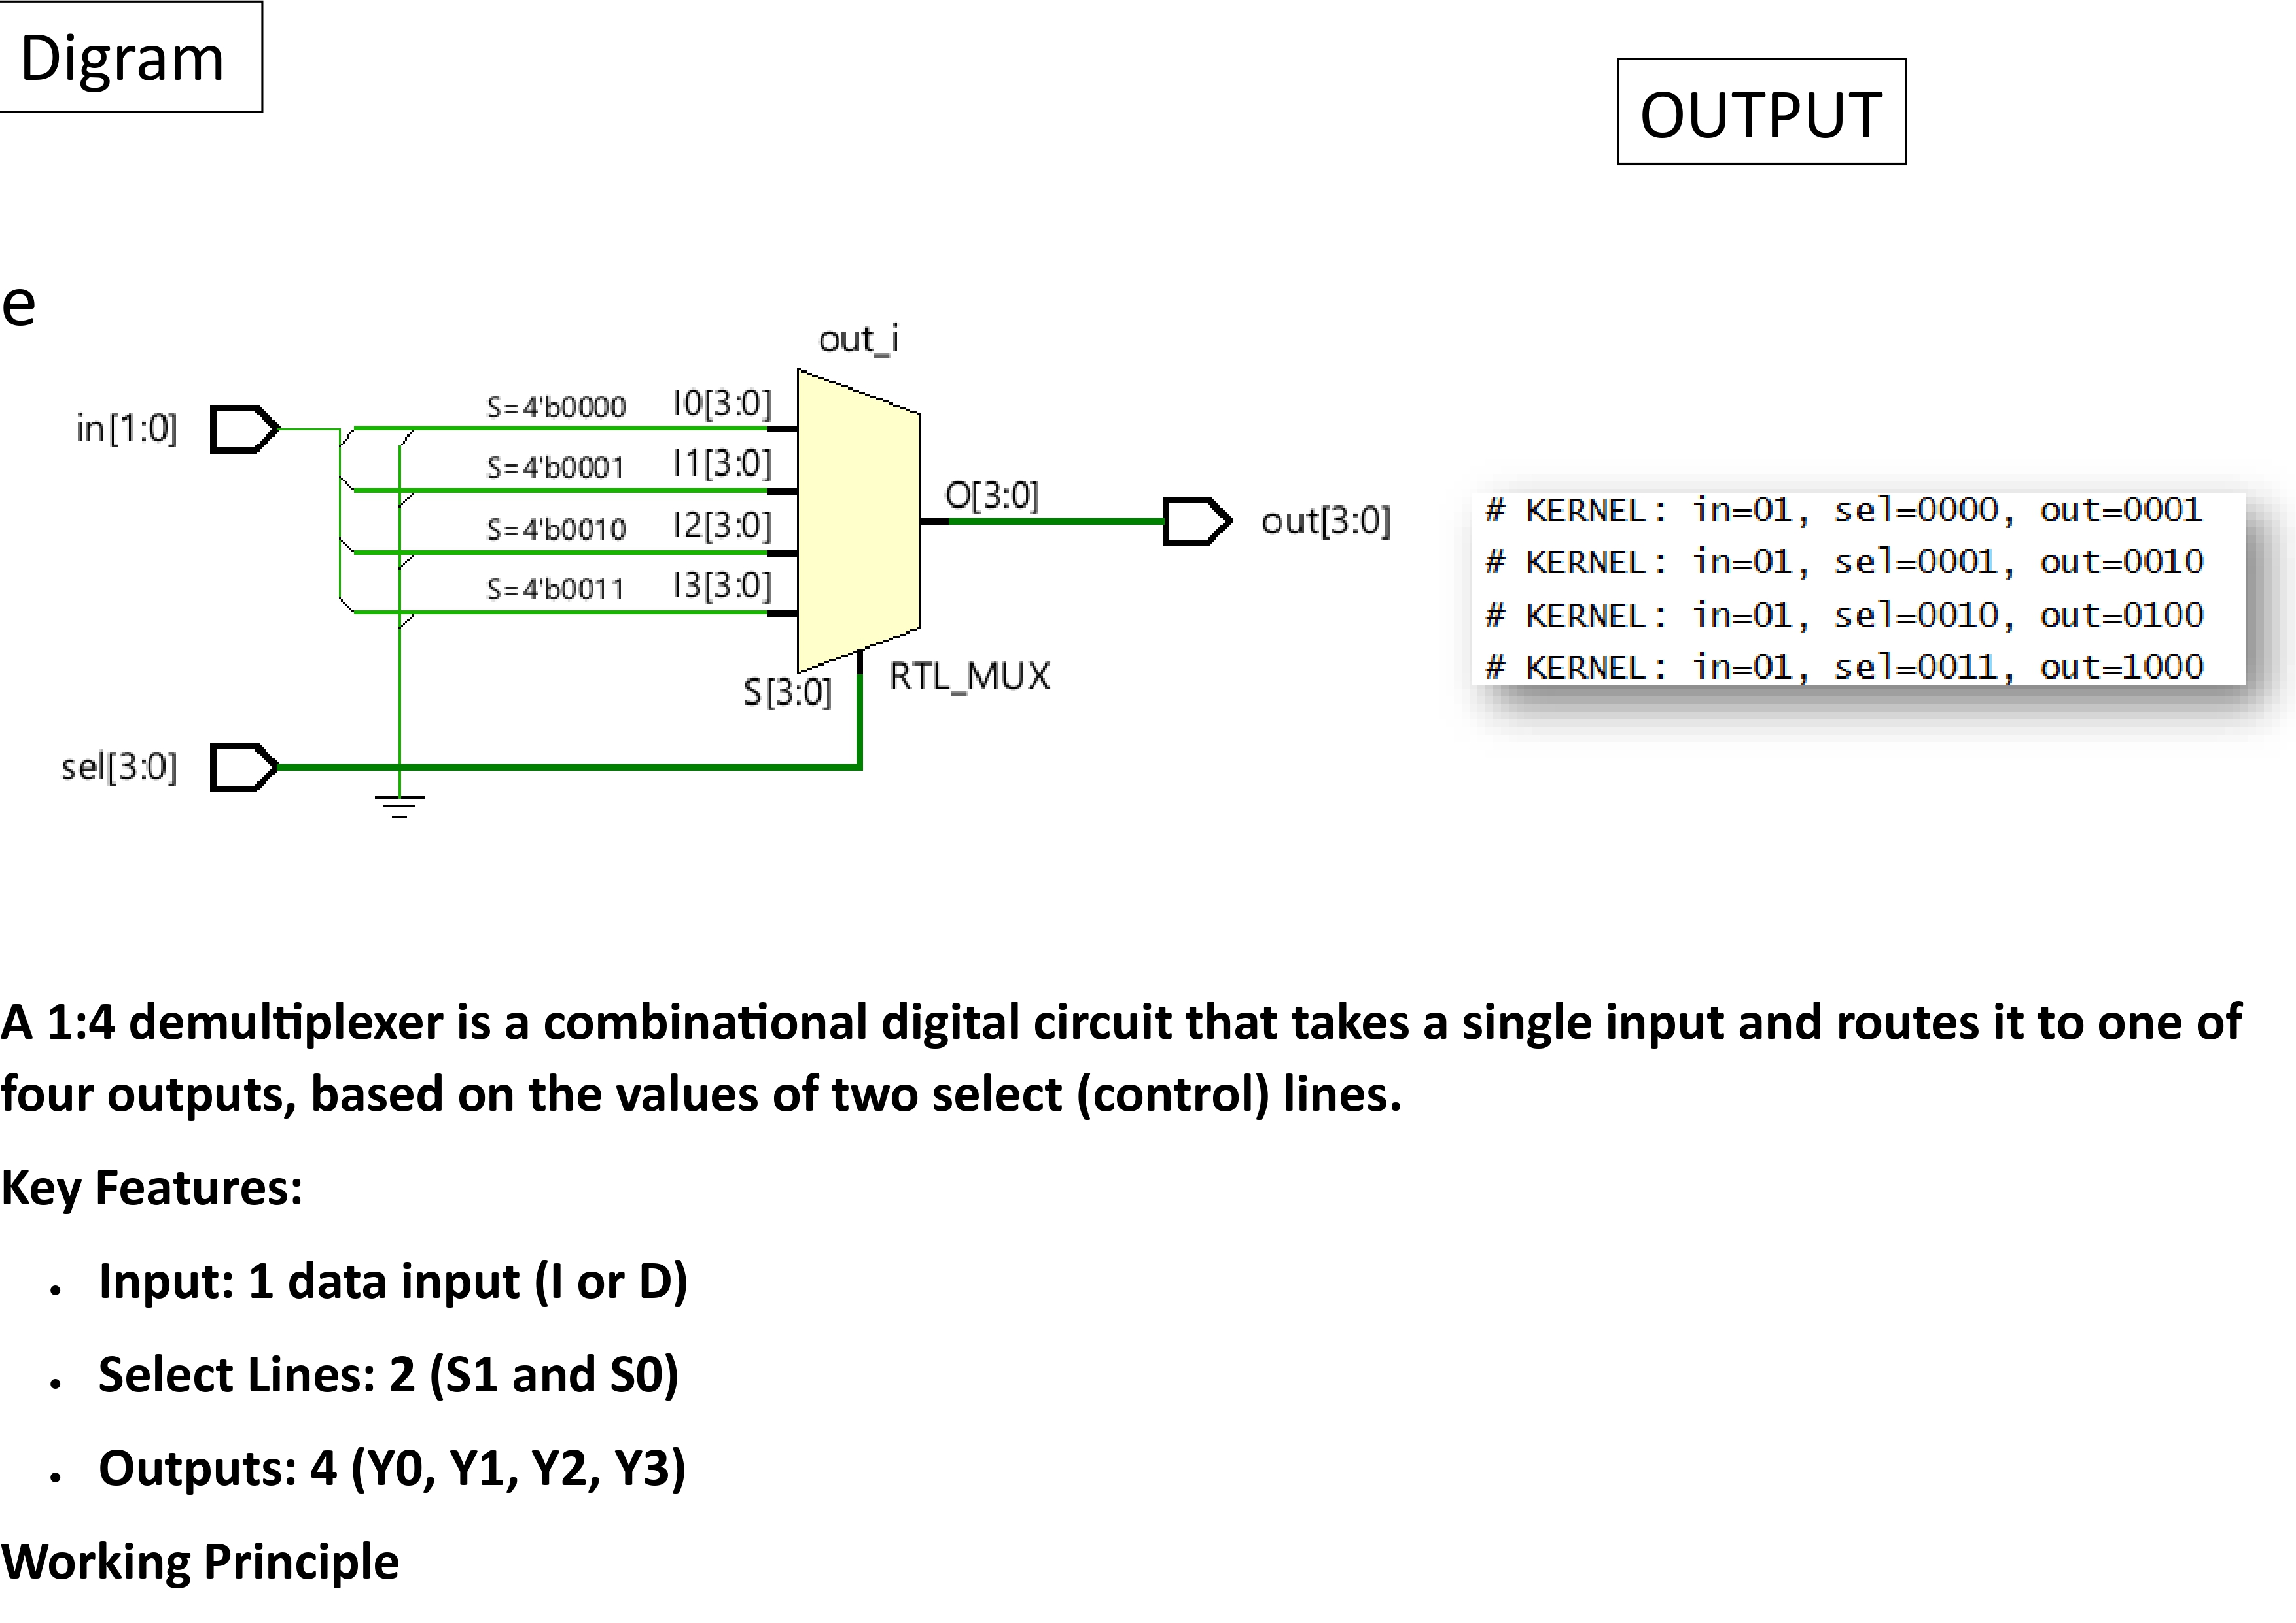 Digram
OUTPUT
e
out_i
in[1:0]
S=4'b0000 I0[3:0]
S=4'b0001 I1[3:0]
S=4'b0010 I2[3:0]
S=4'b0011 I3[3:0]
O[3:0]
out[3:0]
S[3:0]
RTL_MUX
sel[3:0]
# KERNEL: in=01, sel=0000, out=0001
# KERNEL: in=01, sel=0001, out=0010
# KERNEL: in=01, sel=0010, out=0100
# KERNEL: in=01, sel=0011, out=1000
A 1:4 demultiplexer is a combinational digital circuit that takes a single input and routes it to one of
four outputs, based on the values of two select (control) lines.
Key Features:
• Input: 1 data input (I or D)
• Select Lines: 2 (S1 and S0)
• Outputs: 4 (Y0, Y1, Y2, Y3)
Working Principle